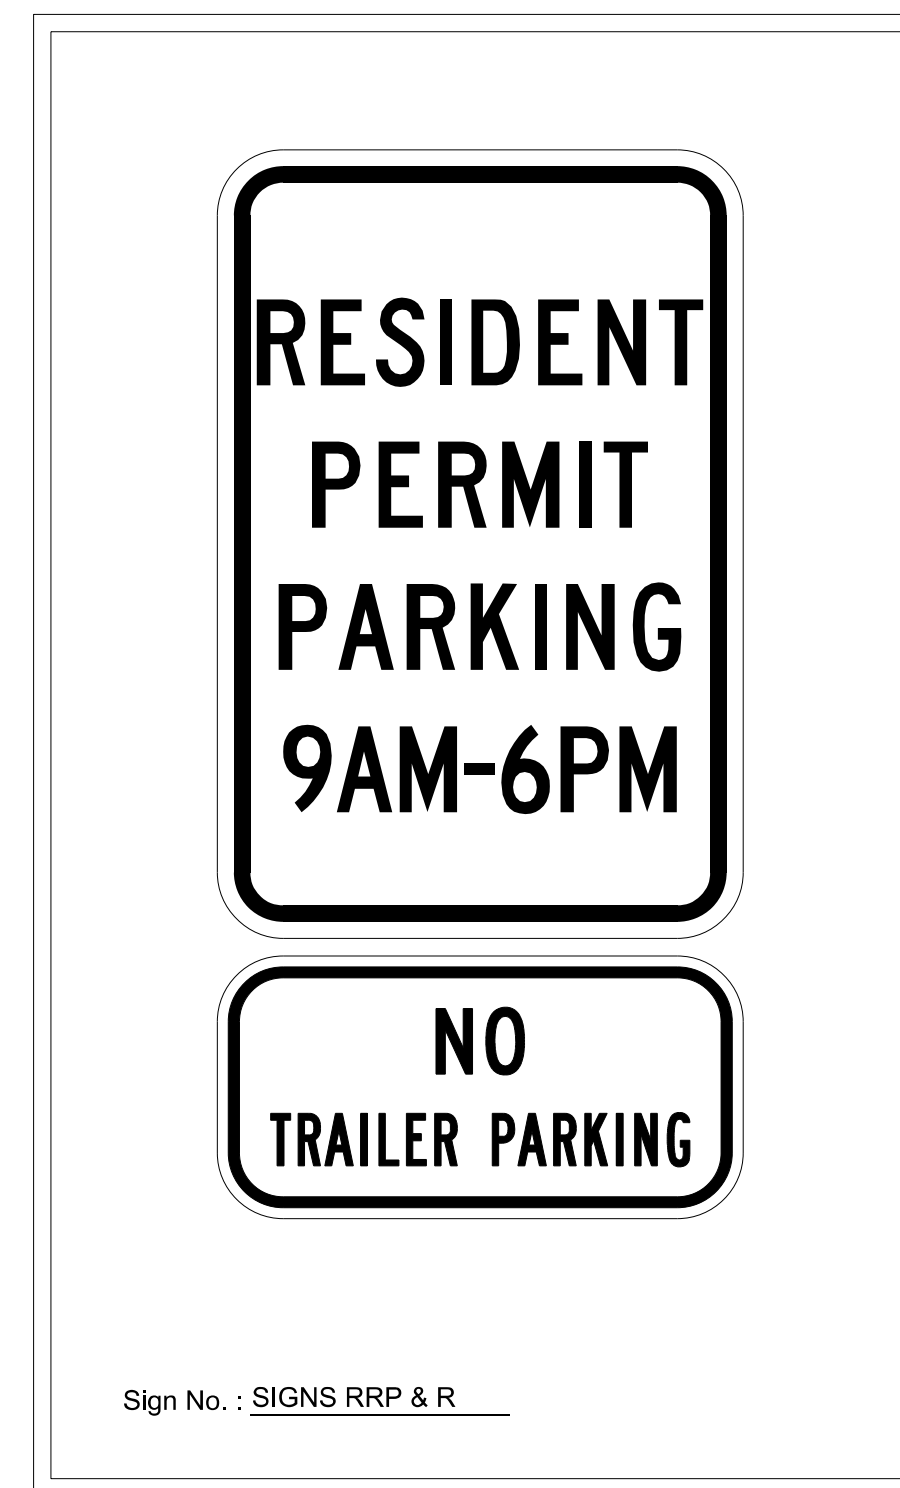 RESIDENT
PERMIT
PARKING
9AM-6PM
NO
TRAILER PARKING
Sign No. : SIGNS RRP & R